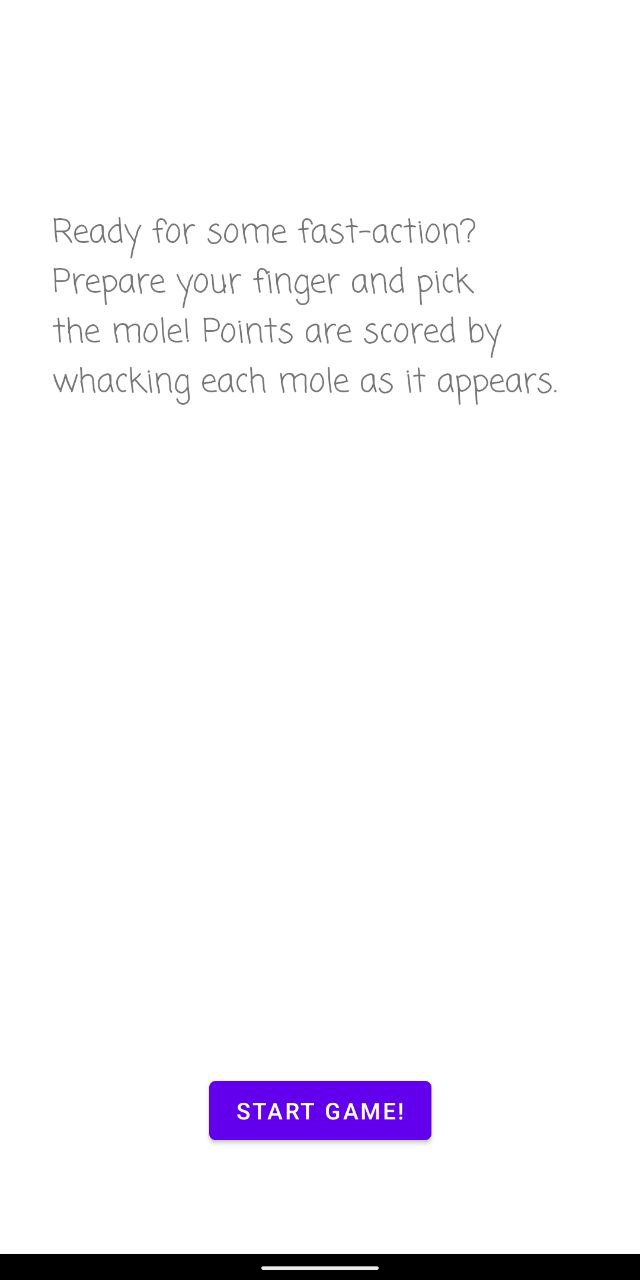 Ready for some fast-action?
Prepare your finger and pick
the mole! Points are scored by
whacking each mole as it appears.
START GAME!